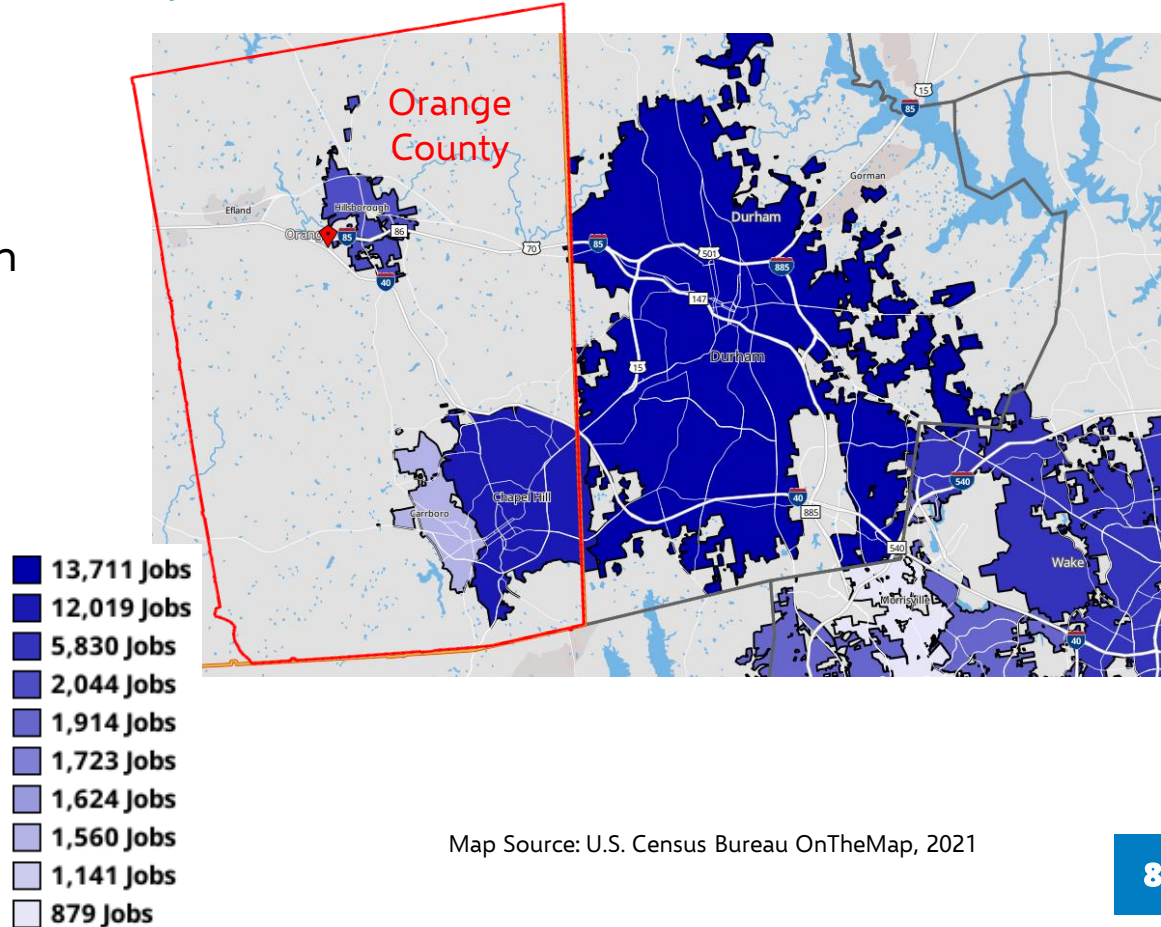 n
Orange
County
Efland
Hillsborough
Orang
85
86
70
40
85
15
85
Gorman
Durham
501
885
147
Durham
15
Chapel Hill
Carrboro
40
885
540
540
Wake
Morrisville
40
13,711 Jobs
12,019 Jobs
5,830 Jobs
2,044 Jobs
1,914 Jobs
1,723 Jobs
1,624 Jobs
1,560 Jobs
1,141 Jobs
879 Jobs
Map Source: U.S. Census Bureau OnTheMap, 2021
8